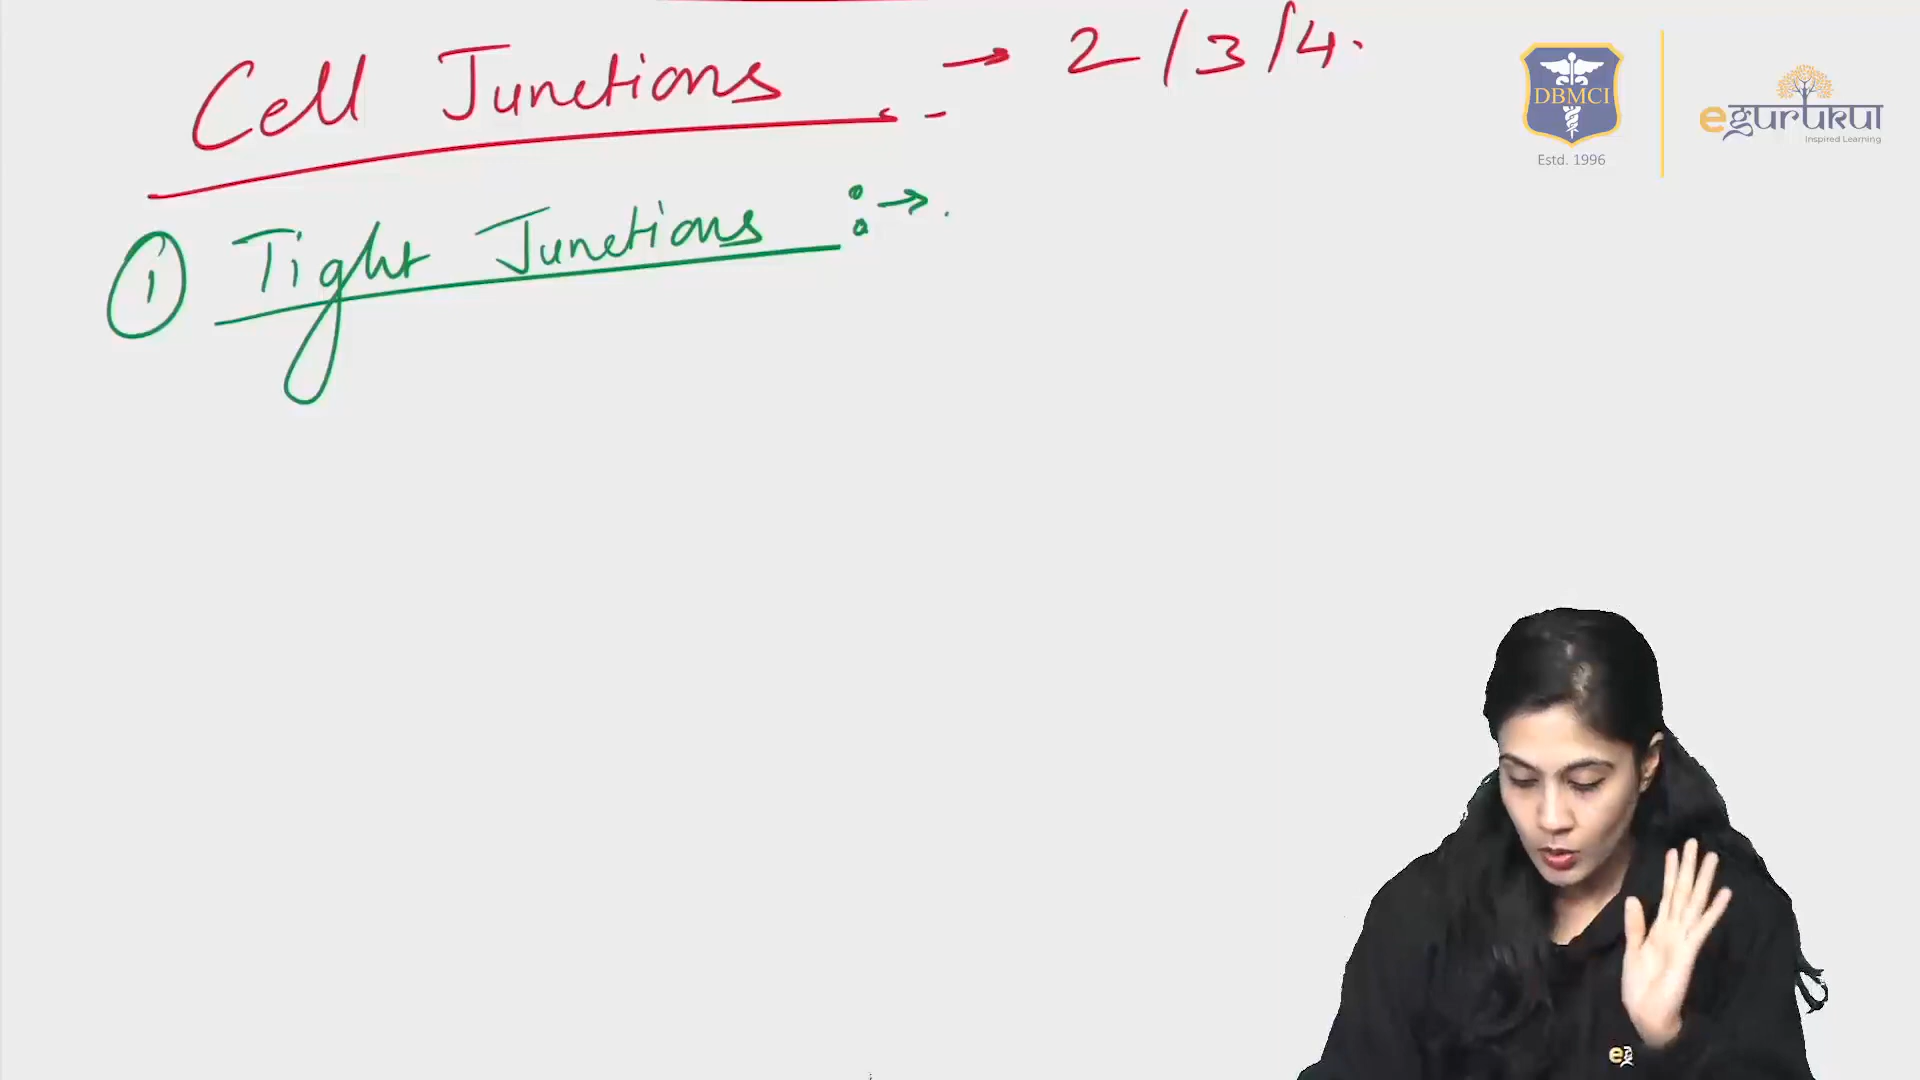 Cell Junctions :- → 2/3/4.
① Tight Junctions :→.
DBMCI
Estd. 1996
egurukul
Inspired Learning